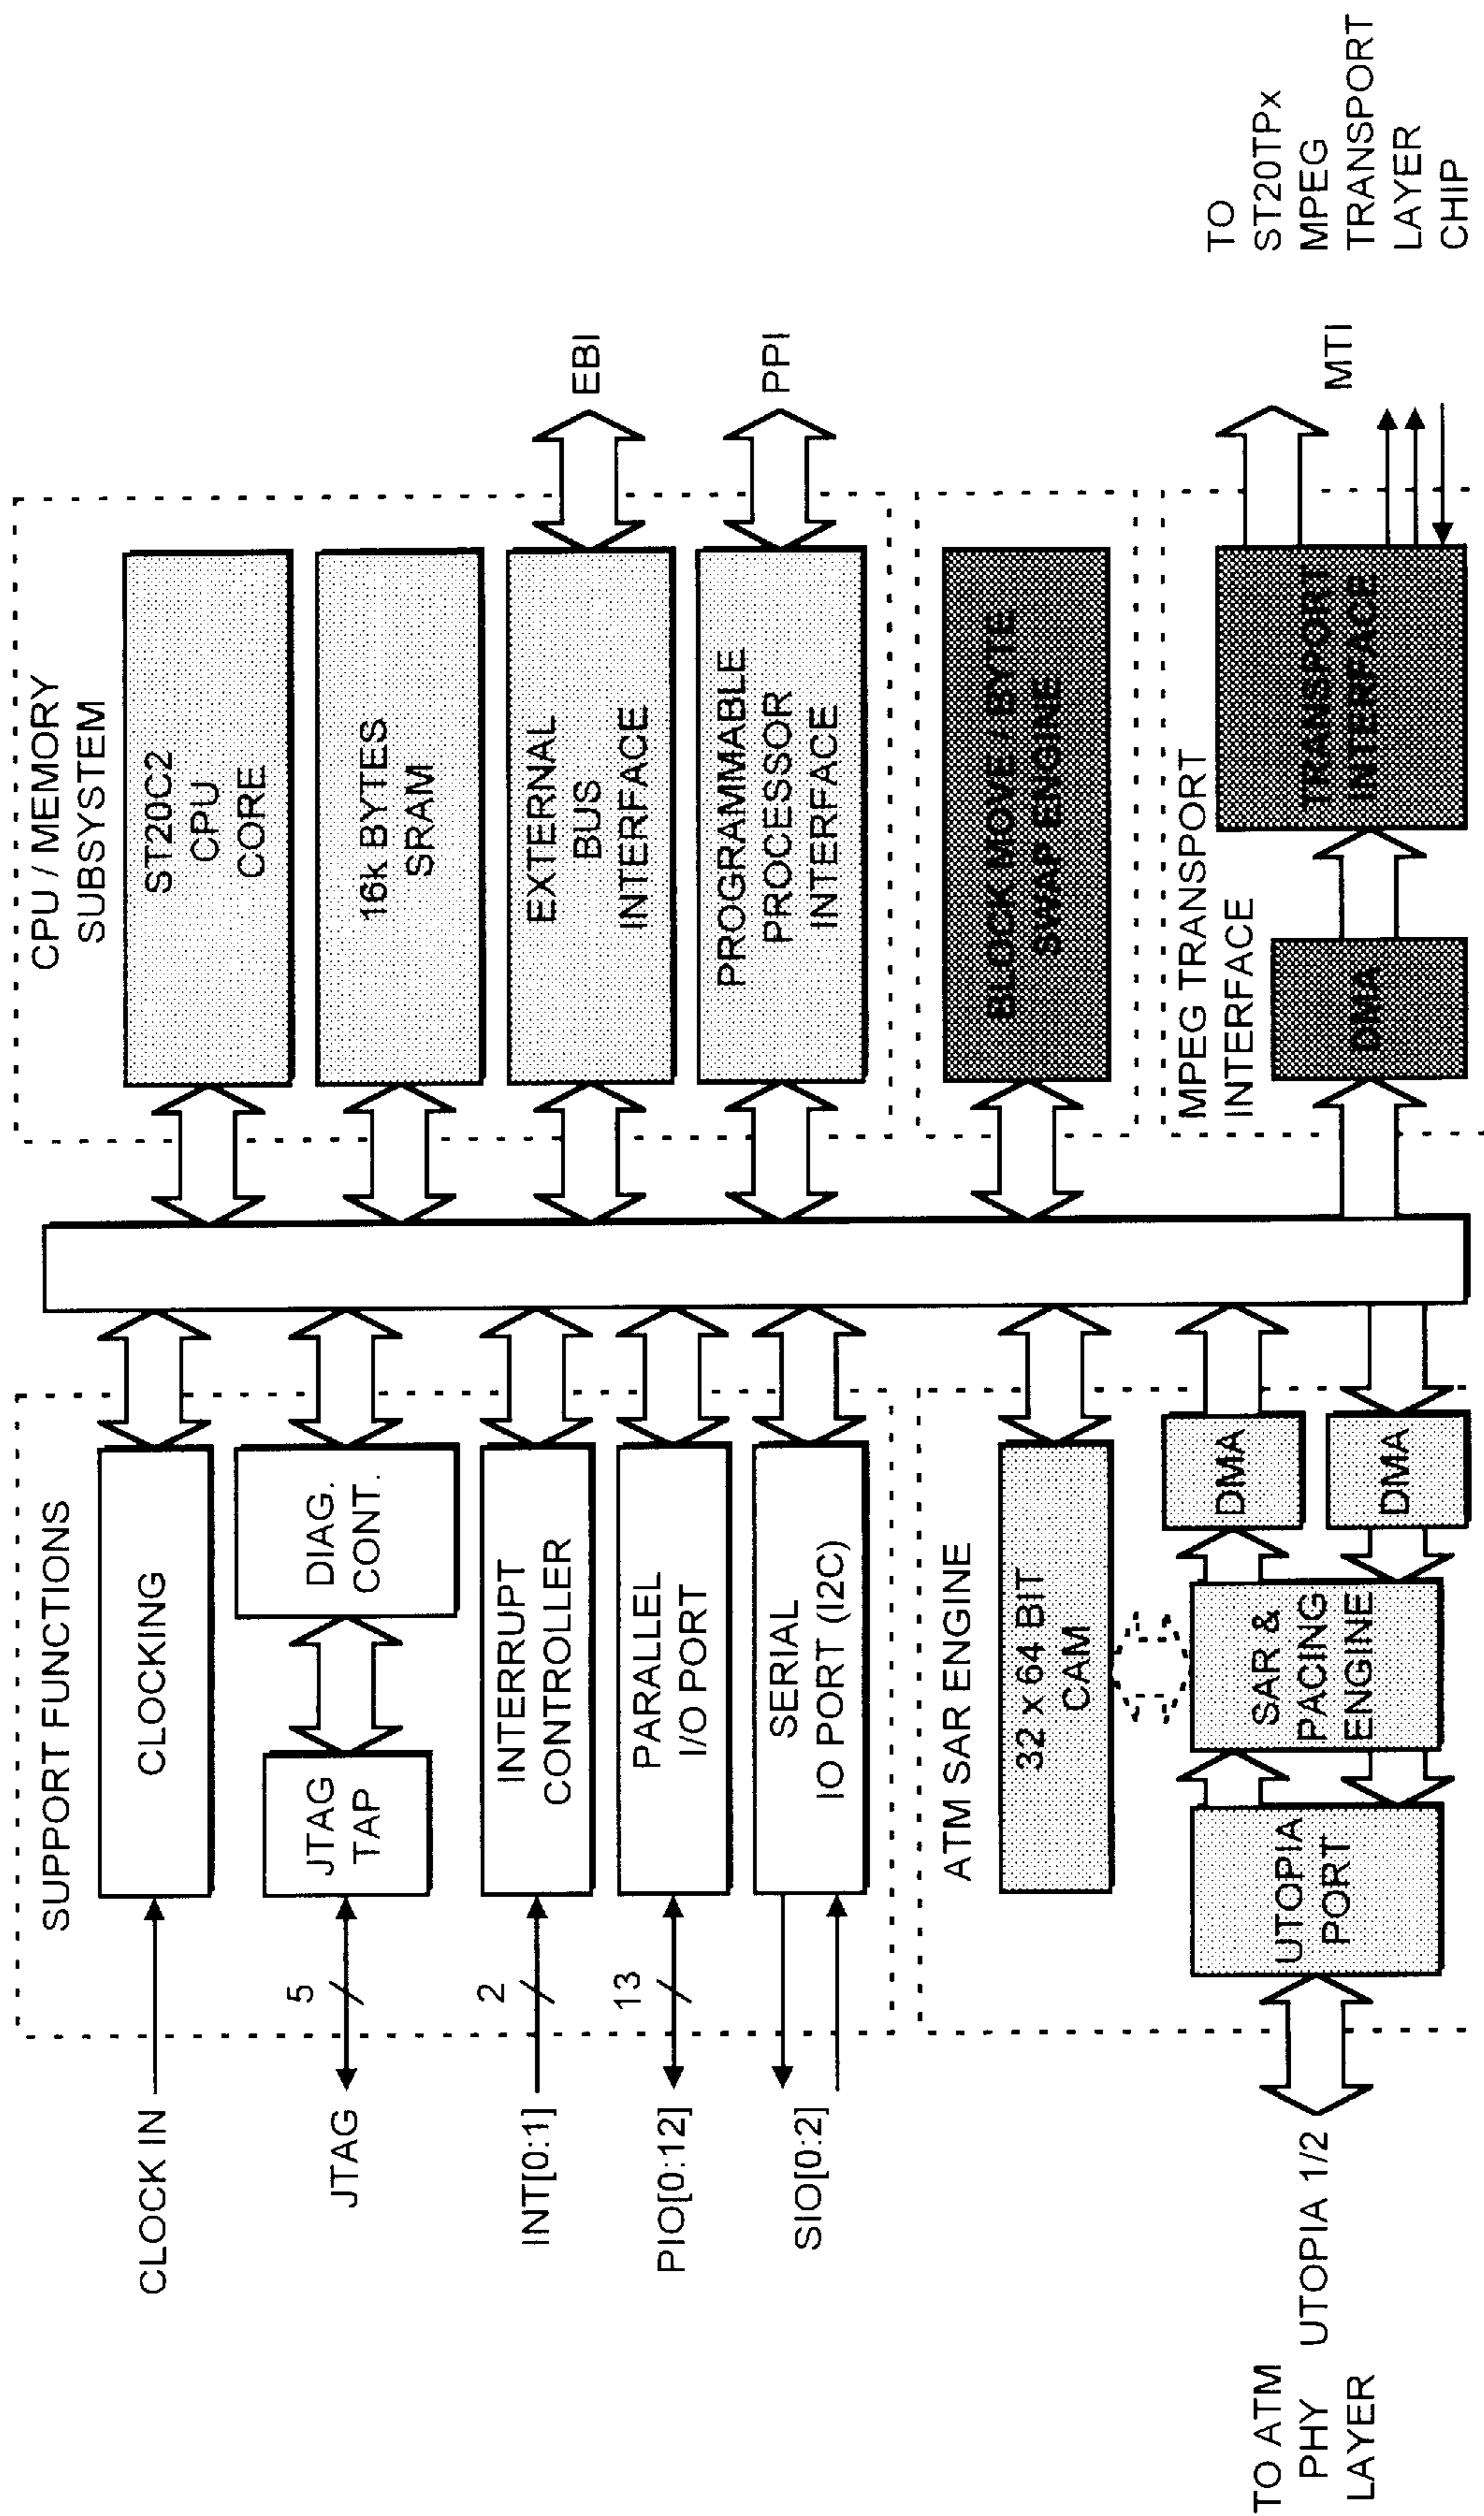 SUPPORT FUNCTIONS
CLOCK IN
CLOCKING
JTAG
5
JTAG
TAP
DIAG.
CONT.
INT[0:1]
2
INTERRUPT
CONTROLLER
PIO[0:12]
13
PARALLEL
I/O PORT
SIO[0:2]
SERIAL
IO PORT (I2C)
ATM SAR ENGINE
32 x 64 BIT
CAM
TO ATM
PHY
LAYER
UTOPIA 1/2
UTOPIA
PORT
SAR &
PACING
ENGINE
DMA
DMA
CPU / MEMORY
SUBSYSTEM
ST20C2
CPU
CORE
16k BYTES
SRAM
EXTERNAL
BUS
INTERFACE
EBI
PROGRAMMABLE
PROCESSOR
INTERFACE
PPI
BLOCK MOVE/BYTE
SWAP ENGINE
MPEG TRANSPORT
INTERFACE
DMA
TRANSPORT
INTERFACE
MTI
TO
ST20TPx
MPEG
TRANSPORT
LAYER
CHIP